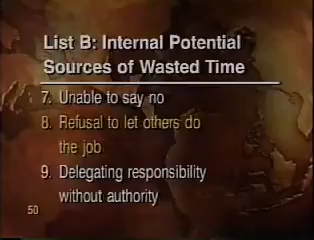 List B: Internal Potential
Sources of Wasted Time
7. Unable to say no
8. Refusal to let others do
the job
9. Delegating responsibility
without authority
50